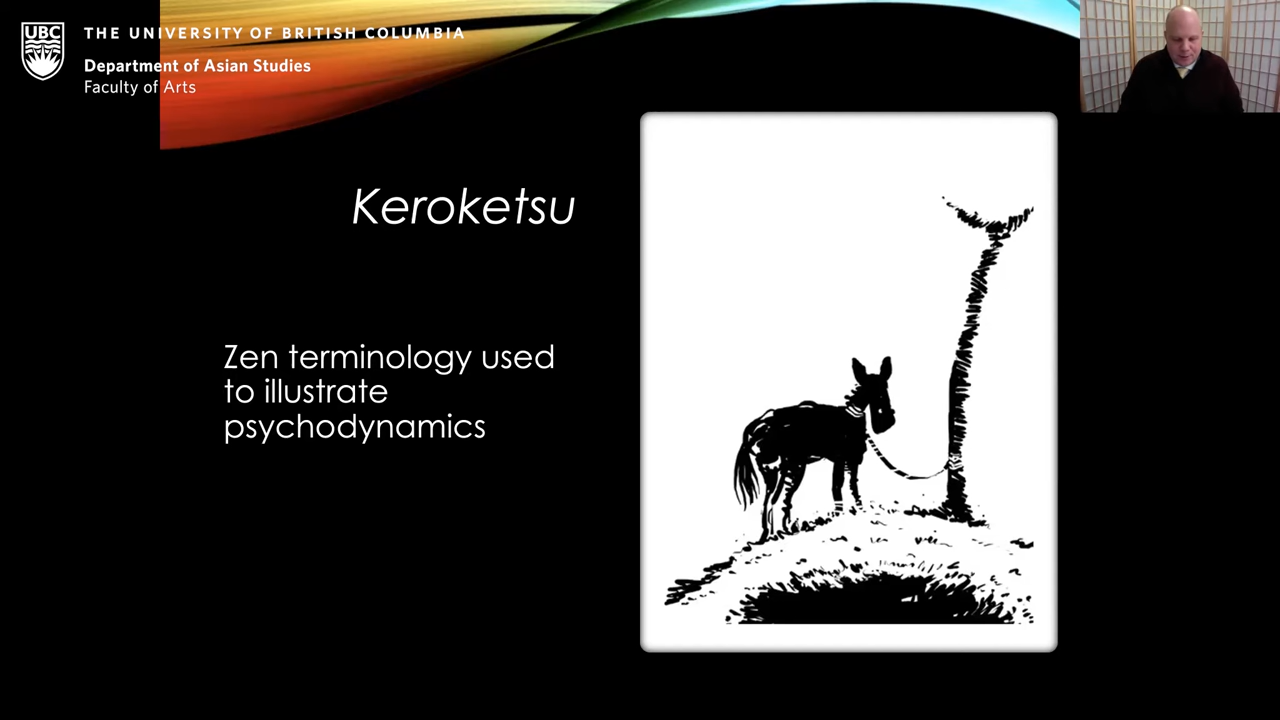 UBC
THE UNIVERSITY OF BRITISH COLUMBIA
Department of Asian Studies
Faculty of Arts
Keroketsu
Zen terminology used
to illustrate
psychodynamics